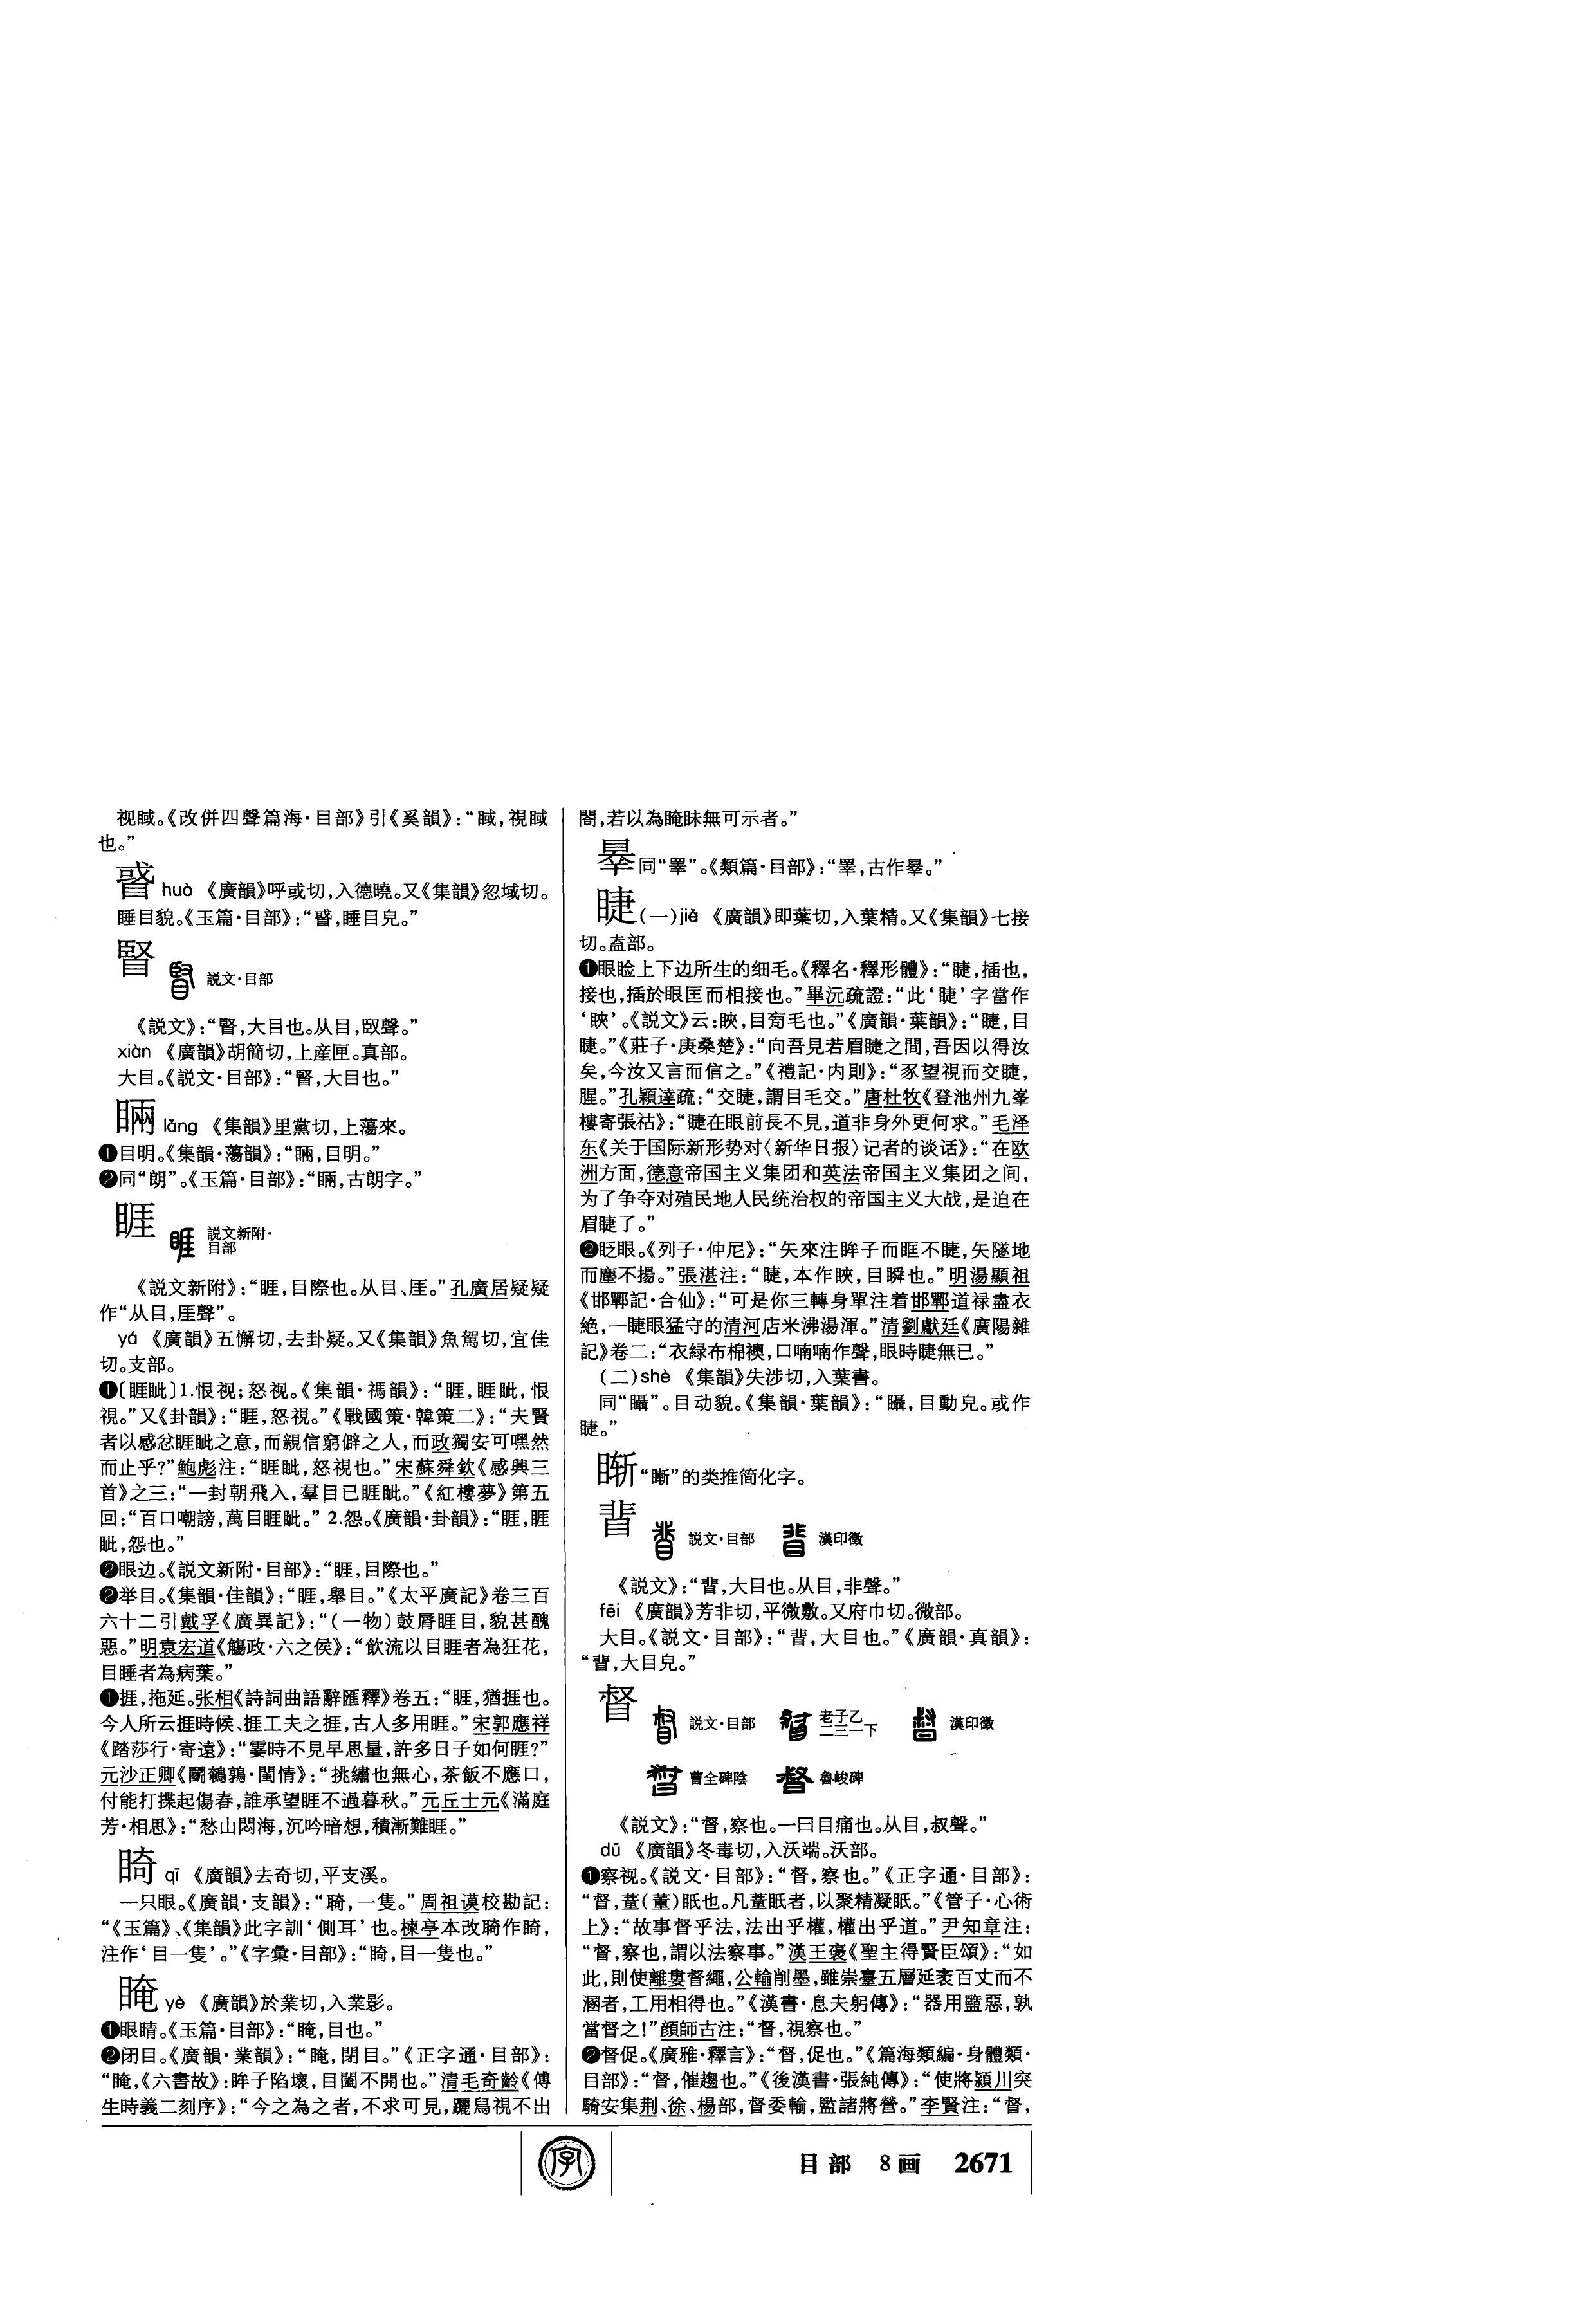 视䀊。《改併四聲篇海·目部》引《奚韻》：“䀊，視䀊
也。”
huò 《廣韻》呼或切，入德曉。又《集韻》忽域切。
睡目貌。《玉篇·目部》：“，睡目皃。”
説文·目部
《説文》：“䁂，大目也。从目，臤聲。”
xiàn 《廣韻》胡簡切，上産匣。真部。
大目。《説文·目部》：“䁂，大目也。”
䀶 lǎng 《集韻》里黨切，上蕩來。
❶目明。《集韻·蕩韻》：“䀶，目明。”
❷同“朗”。《玉篇·目部》：“䀶，古朗字。”
睚 説文新附·
目部
《説文新附》：“睚，目際也。从目、厓。”孔廣居疑疑
作“从目，厓聲”。
yá 《廣韻》五懈切，去卦疑。又《集韻》魚駕切，宜佳
切。支部。
❶〔睚眦〕1.恨视；怒视。《集韻·禡韻》：“睚，睚眦，恨
視。”又《卦韻》：“睚，怒視。”《戰國策·韓策二》：“夫賢
者以感忿睚眦之意，而親信窮僻之人，而政獨安可嘿然
而止乎？”鮑彪注：“睚眦，怒視也。”宋蘇舜欽《感興三
首》之三：“一封朝飛入，羣目已睚眦。”《紅樓夢》第五
回：“百口嘲謗，萬目睚眦。” 2.怨。《廣韻·卦韻》：“睚，睚
眦，怨也。”
❷眼边。《説文新附·目部》：“睚，目際也。”
❷举目。《集韻·佳韻》：“睚，舉目。”《太平廣記》卷三百
六十二引戴孚《廣異記》：“(一物)鼓脣睚目，貌甚醜
惡。”明袁宏道《觴政·六之侯》：“飲流以目睚者為狂花，
目睡者為病葉。”
❶捱，拖延。张相《詩詞曲語辭匯釋》卷五：“睚，猶捱也。
今人所云捱時候、捱工夫之捱，古人多用睚。”宋郭應祥
《踏莎行·寄遠》：“霎時不見早思量，許多日子如何睚？”
元沙正卿《鬭鵪鶉·閨情》：“挑繡也無心，茶飯不應口，
付能打揲起傷春，誰承望睚不過暮秋。”元丘士元《滿庭
芳·相思》：“愁山悶海，沉吟暗想，積漸難睚。”
䁉 qī 《廣韻》去奇切，平支溪。
一只眼。《廣韻·支韻》：“䁉，一隻。”周祖谟校勘記：
“《玉篇》、《集韻》此字訓‘側耳’也。楝亭本改䏅作䁉，
注作‘目一隻’。”《字彙·目部》：“䁉，目一隻也。”
䁆 yè 《廣韻》於業切，入業影。
❶眼睛。《玉篇·目部》：“䁆，目也。”
❷闭目。《廣韻·業韻》：“䁆，閉目。”《正字通·目部》：
“䁆，《六書故》：眸子陷壞，目闔不開也。”清毛奇齡《傅
生時義二刻序》：“今之為之者，不求可見，躧舄視不出
闇，若以為䁆眛無可示者。”
同“睪”。《類篇·目部》：“睪，古作。”
睫(一)jié 《廣韻》即葉切，入葉精。又《集韻》七接
切。盍部。
❶眼睑上下边所生的细毛。《釋名·釋形體》：“睫，插也，
接也，插於眼匡而相接也。”畢沅疏證：“此‘睫’字當作
‘䀹’。《説文》云：䀹，目旁毛也。”《廣韻·葉韻》：“睫，目
睫。”《莊子·庚桑楚》：“向吾見若眉睫之間，吾因以得汝
矣，今汝又言而信之。”《禮記·内則》：“豕望視而交睫，
腥。”孔穎達疏：“交睫，謂目毛交。”唐杜牧《登池州九峯
樓寄張祜》：“睫在眼前長不見，道非身外更何求。”毛泽
东《关于国际新形势对〈新华日报〉记者的谈话》：“在欧
洲方面，德意帝国主义集团和英法帝国主义集团之间，
为了争夺对殖民地人民统治权的帝国主义大战，是迫在
眉睫了。”
❷眨眼。《列子·仲尼》：“矢來注眸子而眶不睫，矢隧地
而塵不揚。”張湛注：“睫，本作䀹，目瞬也。”明湯顯祖
《邯鄲記·合仙》：“可是你三轉身單注着邯鄲道禄盡衣
絶，一睫眼猛守的清河店米沸湯渾。”清劉獻廷《廣陽雜
記》卷二：“衣緑布棉襖，口喃喃作聲，眼時睫無已。”
(二)shè 《集韻》失涉切，入葉書。
同“䁯”。目动貌。《集韻·葉韻》：“䁯，目動皃。或作
睫。”
“𥊝”的类推简化字。
䀵 説文·目部 漢印徵
《説文》：“䀵，大目也。从目，非聲。”
fēi 《廣韻》芳非切，平微敷。又府巾切。微部。
大目。《説文·目部》：“䀵，大目也。”《廣韻·真韻》：
“䀵，大目皃。”
督 説文·目部 老子乙
二三一下 漢印徵
曹全碑陰 魯峻碑
《説文》：“督，察也。一曰目痛也。从目，叔聲。”
dū 《廣韻》冬毒切，入沃端。沃部。
❶察视。《説文·目部》：“督，察也。”《正字通·目部》：
“督，董(董)眂也。凡董眂者，以聚精凝眂。”《管子·心術
上》：“故事督乎法，法出乎權，權出乎道。”尹知章注：
“督，察也，謂以法察事。”漢王褒《聖主得賢臣頌》：“如
此，則使離婁督繩，公輸削墨，雖崇臺五層延袤百丈而不
溷者，工用相得也。”《漢書·息夫躬傳》：“器用盬惡，孰
當督之！”顔師古注：“督，視察也。”
❷督促。《廣雅·釋言》：“督，促也。”《篇海類編·身體類·
目部》：“督，催趨也。”《後漢書·張純傳》：“使將潁川突
騎安集荆、徐、楊部，督委輸，監諸將營。”李賢注：“督，
字
目部 8画 2671